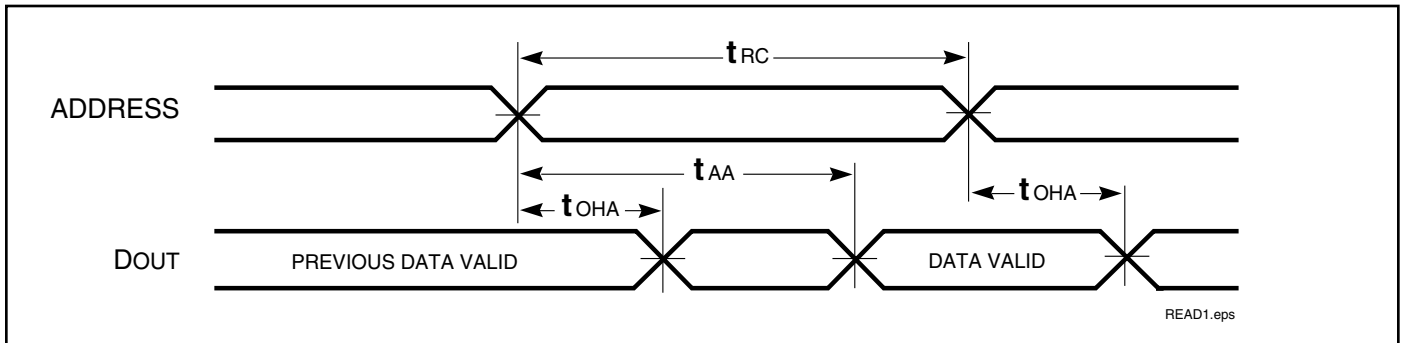 tRC
ADDRESS
tAA
tOHA
tOHA
DOUT
PREVIOUS DATA VALID
DATA VALID
READ1.eps